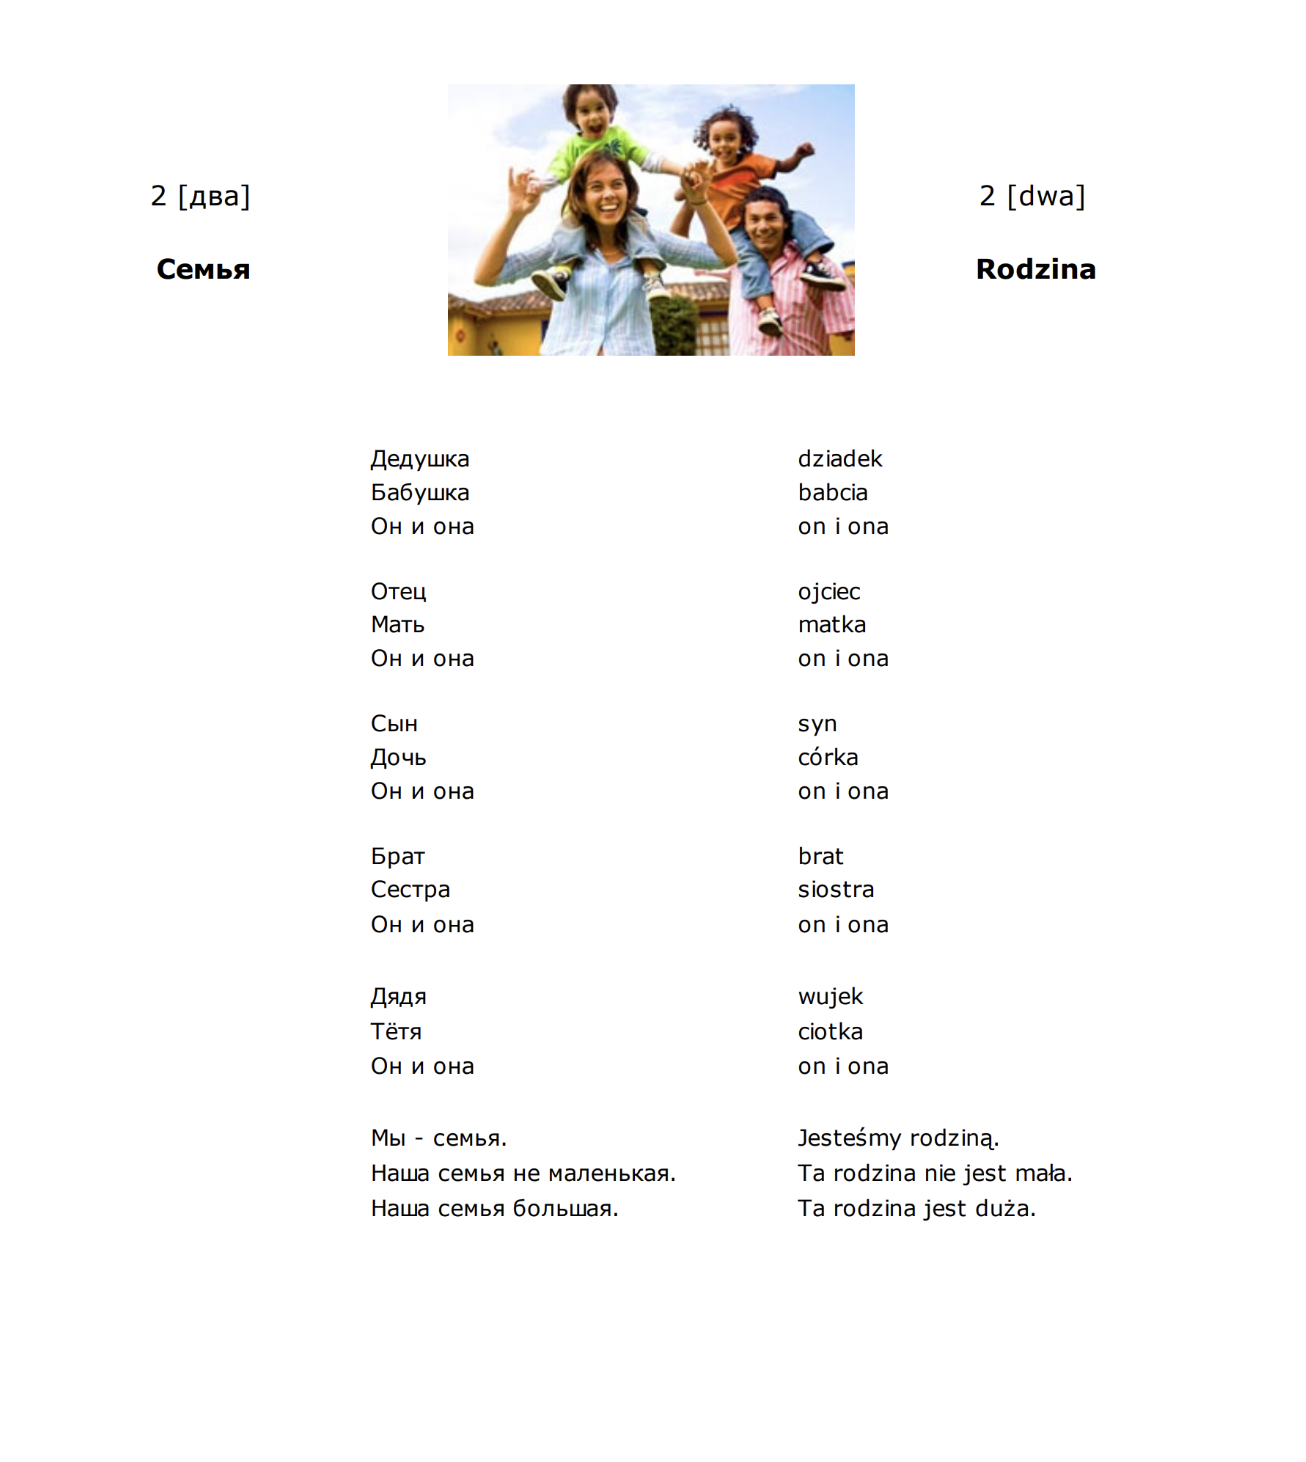 2 [два]
2 [dwa]
Семья
Rodzina
Дедушка
dziadek
Бабушка
babcia
Он и она
on i ona
Отец
ojciec
Мать
matka
Он и она
on i ona
Сын
syn
Дочь
córka
Он и она
on i ona
Брат
brat
Сестра
siostra
Он и она
on i ona
Дядя
wujek
Тётя
ciotka
Он и она
on i ona
Мы - семья.
Jesteśmy rodziną.
Наша семья не маленькая.
Ta rodzina nie jest mała.
Наша семья большая.
Ta rodzina jest duża.